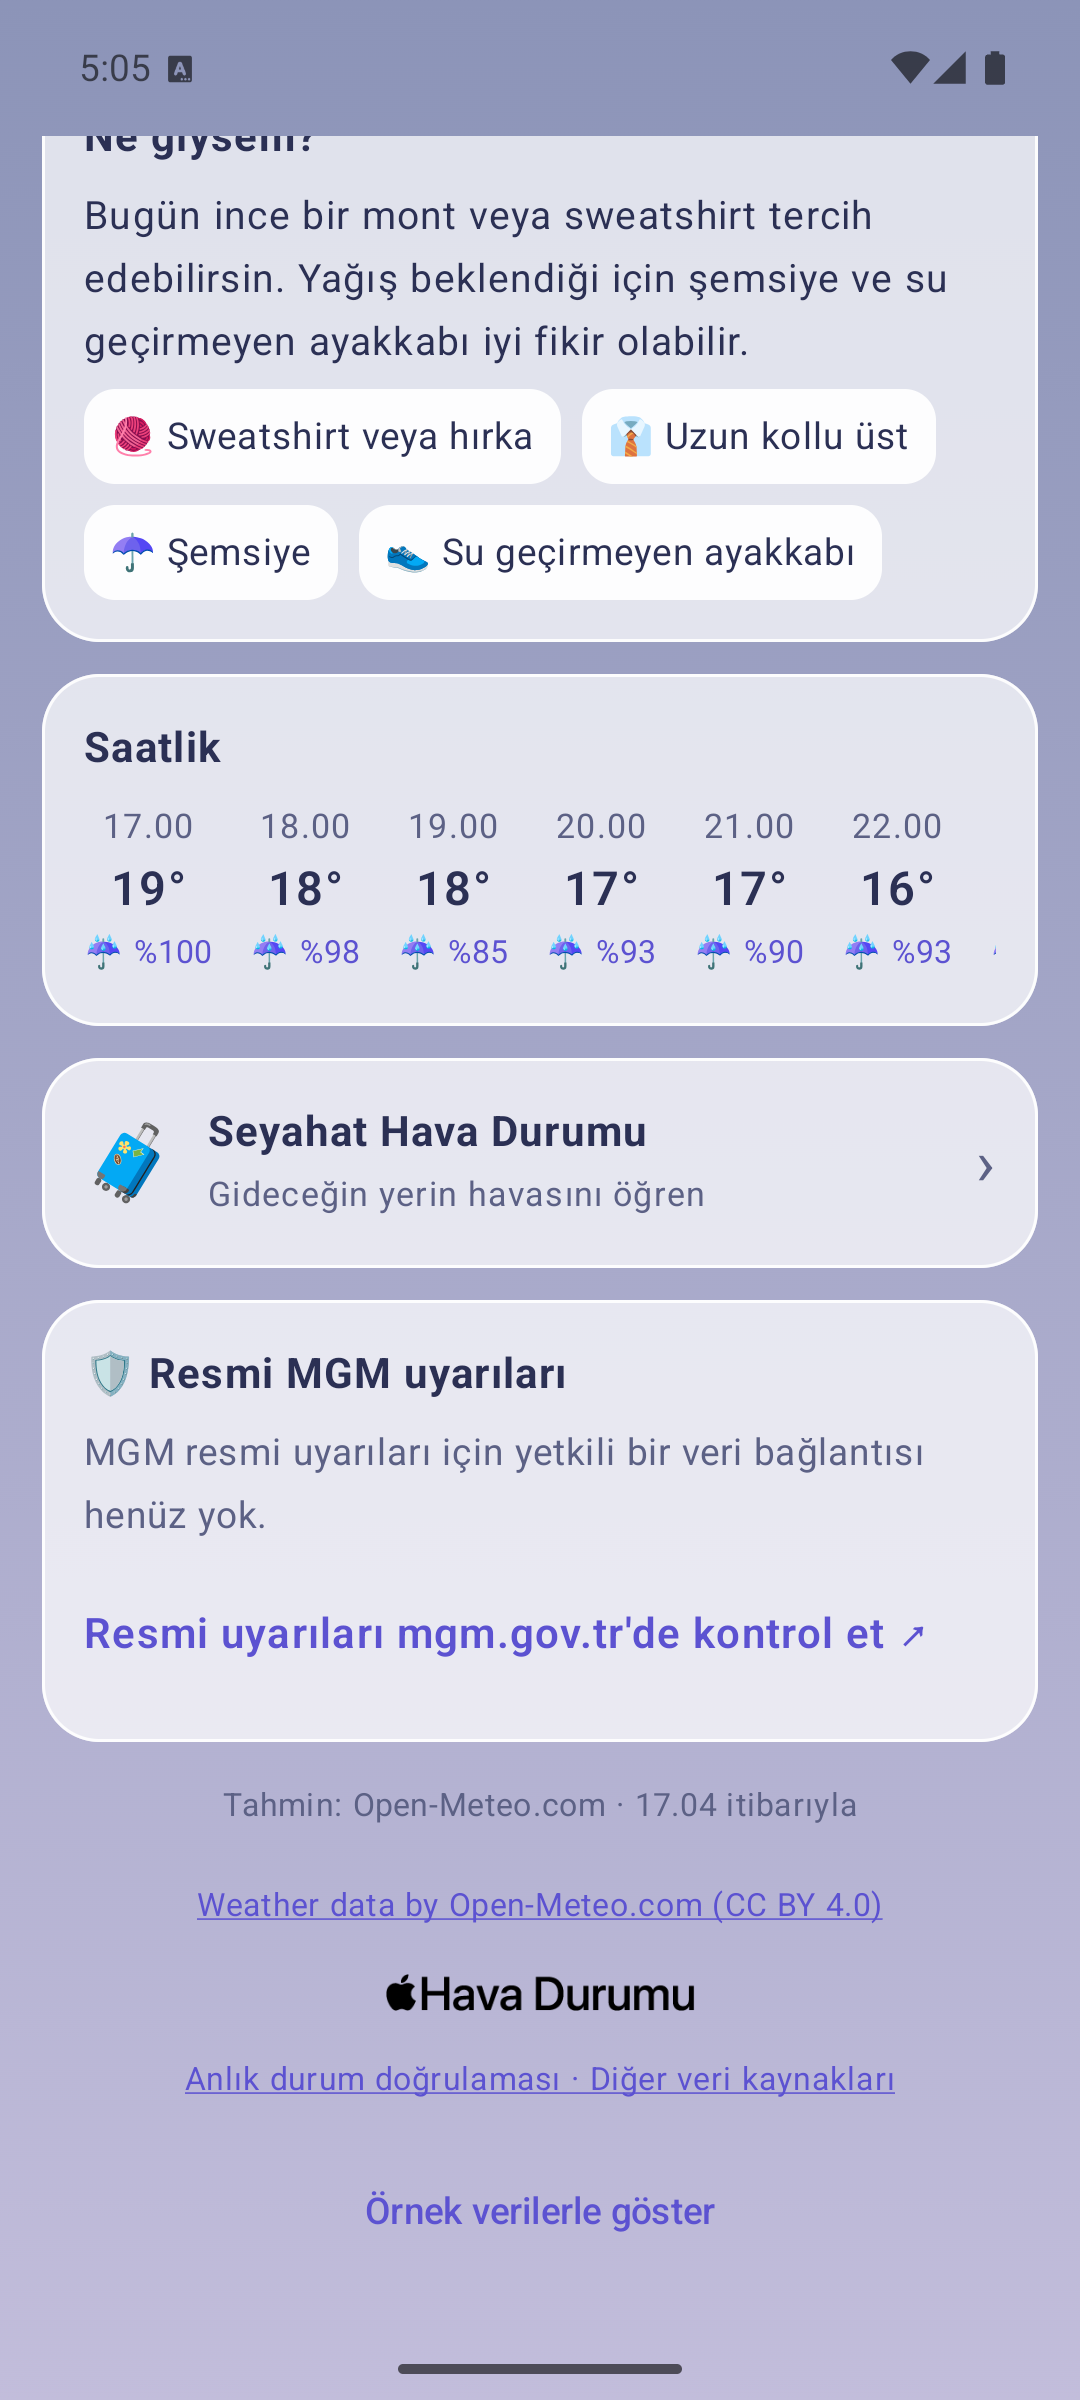 5:05
Ne giysem?
Bugün ince bir mont veya sweatshirt tercih
edebilirsin. Yağış beklendiği için şemsiye ve su
geçirmeyen ayakkabı iyi fikir olabilir.
Sweatshirt veya hırka
Uzun kollu üst
Şemsiye
Su geçirmeyen ayakkabı
Saatlik
17.00 18.00 19.00 20.00 21.00 22.00
19° 18° 18° 17° 17° 16°
%100 %98 %85 %93 %90 %93
Seyahat Hava Durumu
Gideceğin yerin havasını öğren
Resmi MGM uyarıları
MGM resmi uyarıları için yetkili bir veri bağlantısı
henüz yok.
Resmi uyarıları mgm.gov.tr'de kontrol et ↗
Tahmin: Open-Meteo.com · 17.04 itibarıyla
Weather data by Open-Meteo.com (CC BY 4.0)
Hava Durumu
Anlık durum doğrulaması · Diğer veri kaynakları
Örnek verilerle göster